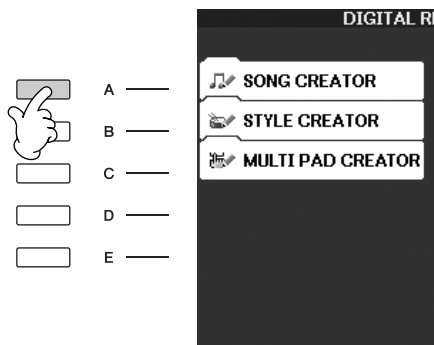 DIGITAL R
A
SONG CREATOR
B
STYLE CREATOR
C
MULTI PAD CREATOR
D
E